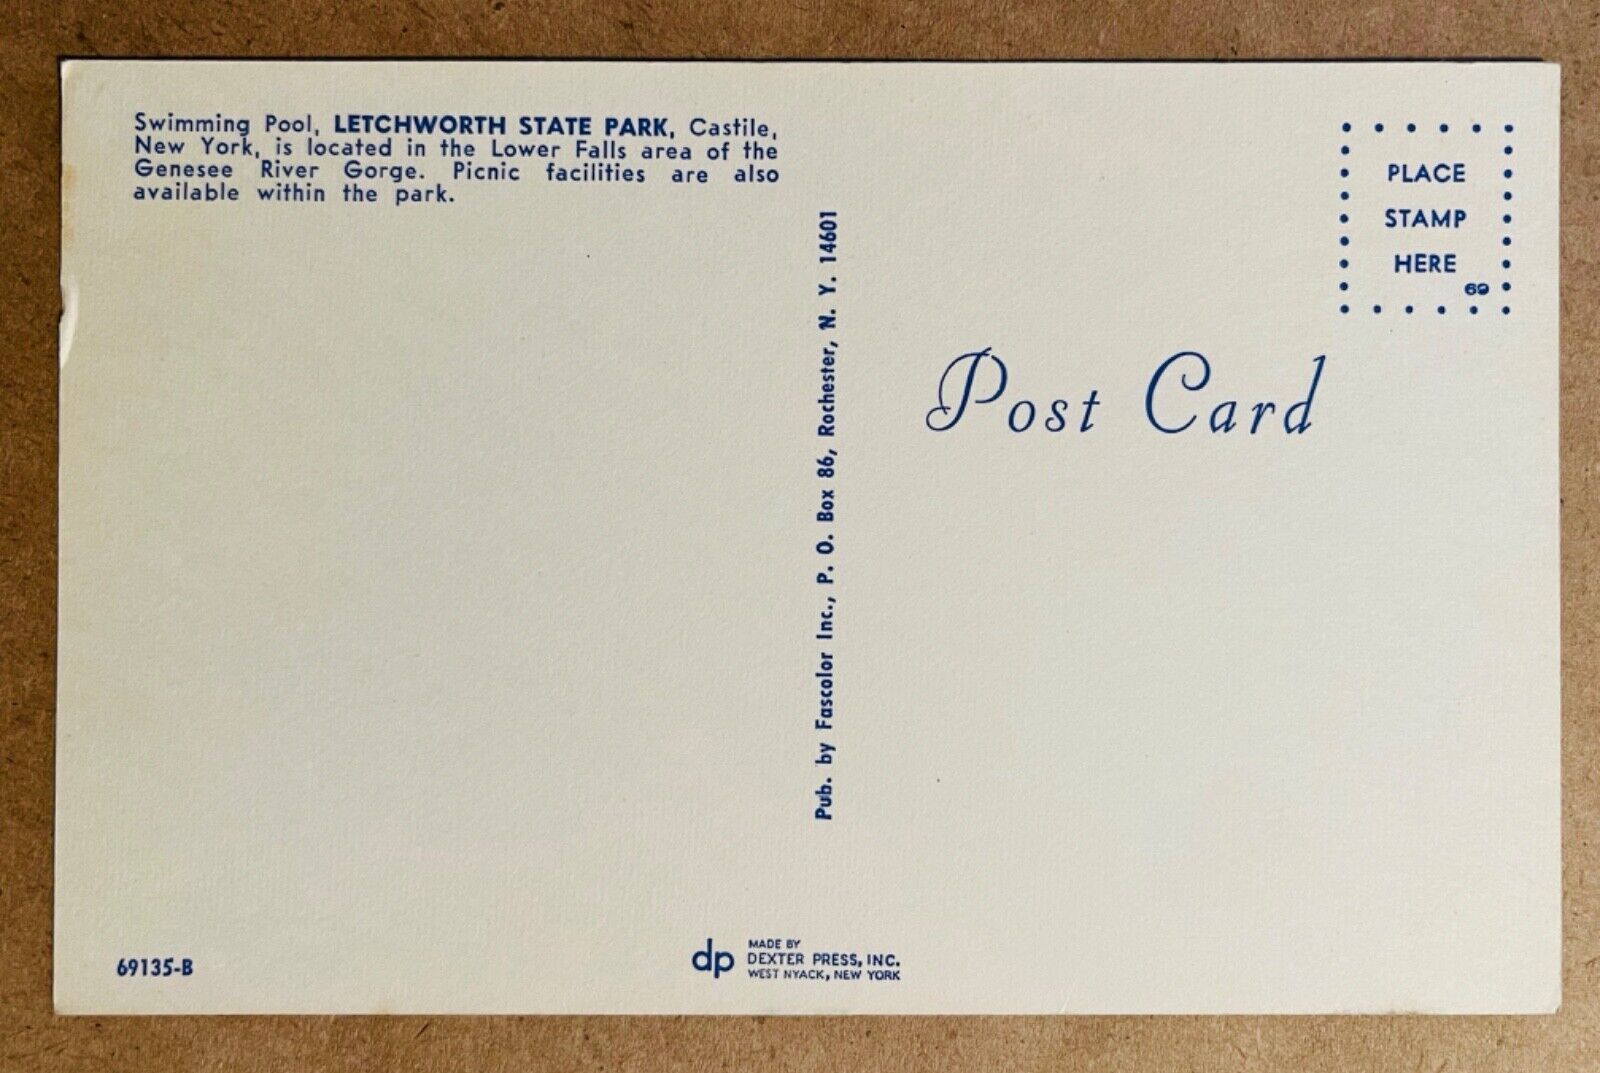 Swimming Pool, LETCHWORTH STATE PARK, Castile,
New York, is located in the Lower Falls area of the
Genesee River Gorge. Picnic facilities are also
available within the park.
Pub. by Fascolor Inc., P. O. Box 86, Rochester, N. Y. 14601
PLACE
STAMP
HERE
69
Post Card
69135-B
dp
MADE BY
DEXTER PRESS, INC.
WEST NYACK, NEW YORK